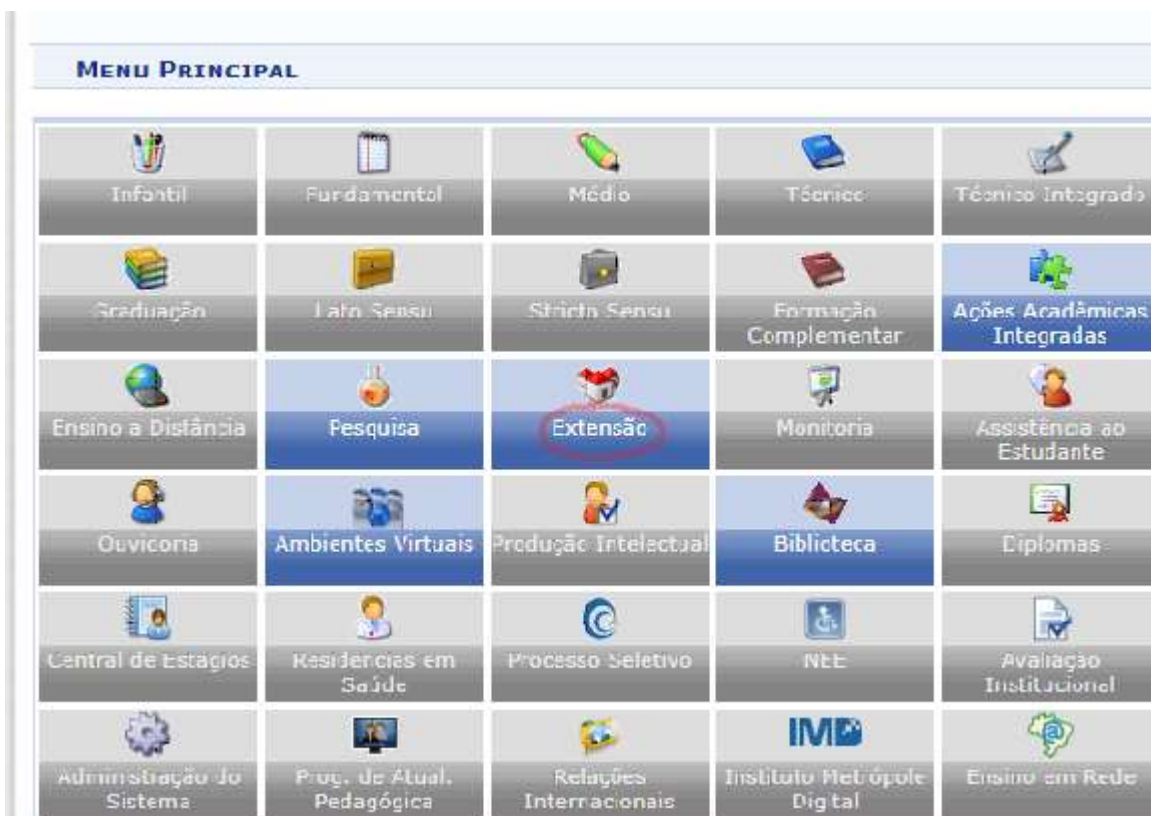 MENU PRINCIPAL
Infantil
Fundamental
Médio
Técnico
Técnico Integrado
Graduação
Lato Sensu
Stricto Sensu
Formação
Complementar
Ações Acadêmicas
Integradas
Ensino a Distância
Pesquisa
Extensão
Monitoria
Assistência ao
Estudante
Ouvidoria
Ambientes Virtuais
Produção Intelectual
Biblioteca
Diplomas
Central de Estágios
Residências em
Saúde
Processo Seletivo
NEE
Avaliação
Institucional
Administração do
Sistema
Prog. de Atual.
Pedagógica
Relações
Internacionais
IMD
Instituto Metrópole
Digital
Ensino em Rede